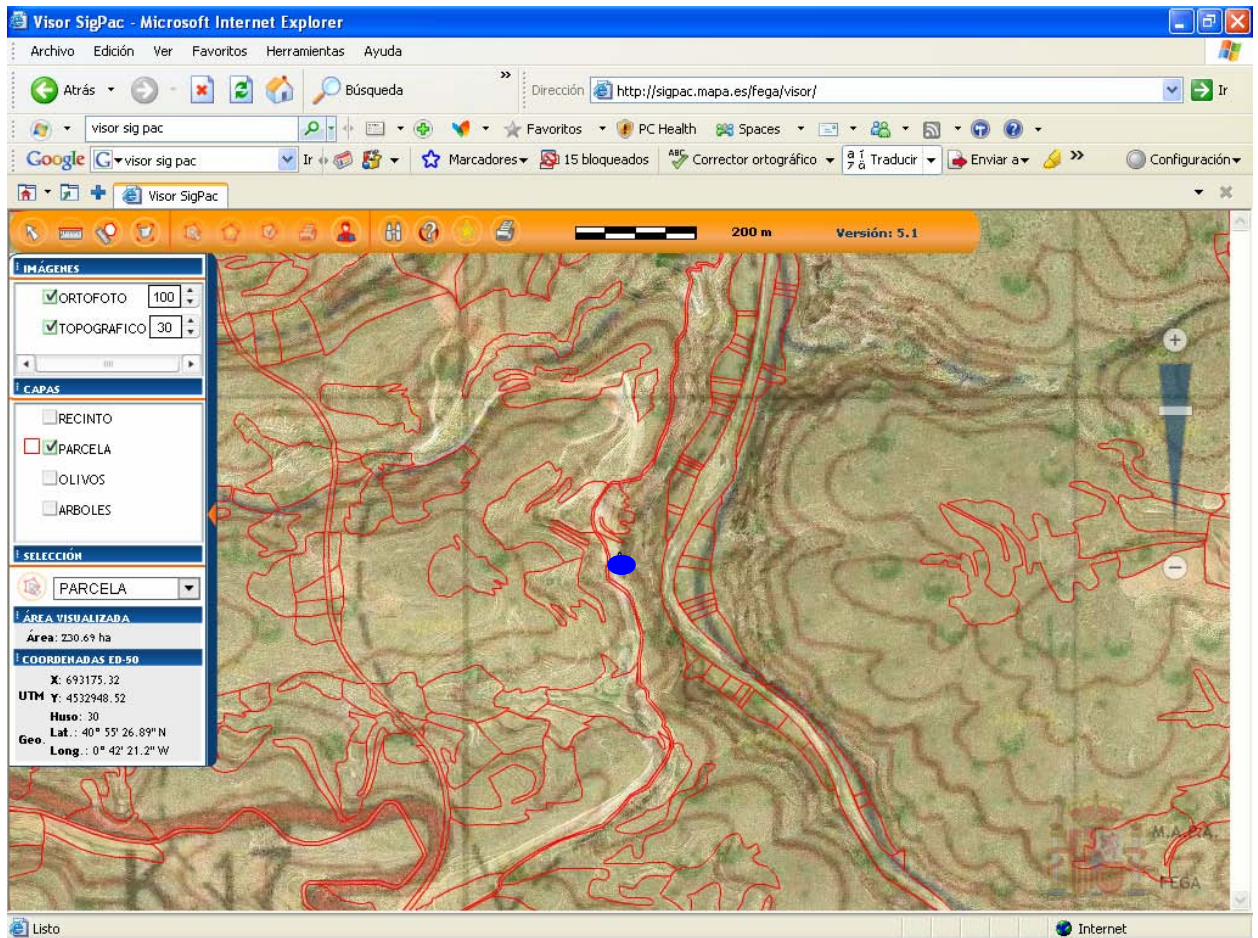 Visor SigPac - Microsoft Internet Explorer
Archivo Edición Ver Favoritos Herramientas Ayuda
Atrás Búsqueda » Dirección http://sigpac.mapa.es/fega/visor/ Ir
visor sig pac Favoritos PC Health Spaces
Google G visor sig pac Ir Marcadores 15 bloqueados ABC Corrector ortográfico Traducir Enviar a » Configuración
Visor SigPac
200 m Versión: 5.1
IMÁGENES
ORTOFOTO 100
TOPOGRAFICO 30
CAPAS
RECINTO
PARCELA
OLIVOS
ARBOLES
SELECCIÓN
PARCELA
ÁREA VISUALIZADA
Área: 230.69 ha
COORDENADAS ED-50
X: 693175.32
UTM Y: 4532948.52
Huso: 30
Geo. Lat.: 40° 55' 26.89" N
Long.: 0° 42' 21.2" W
K 17
M.A.P.A.
FEGA
Listo Internet